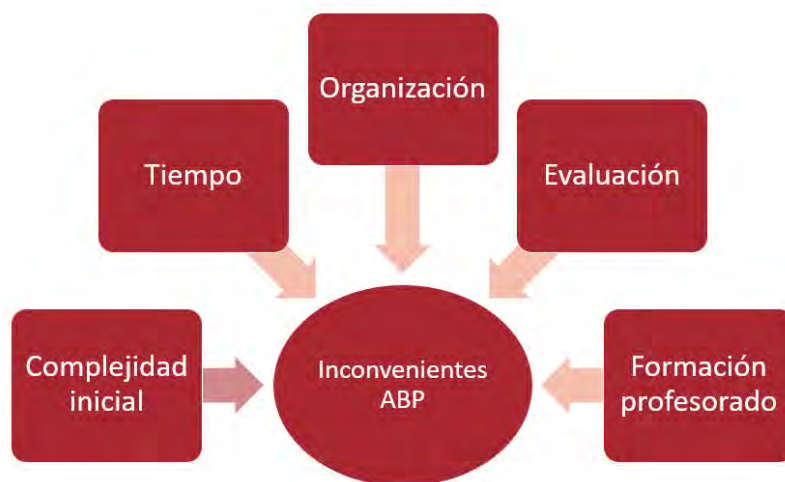 Organización
Tiempo
Evaluación
Complejidad
inicial
Inconvenientes
ABP
Formación
profesorado